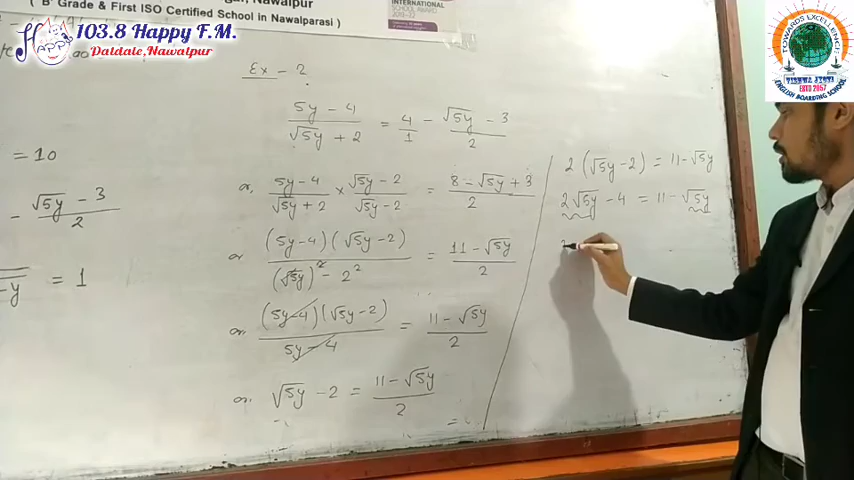 ( 'B' Grade & First ISO Certified School in Nawalparasi )
INTERNATIONAL
SCHOOL AWARD
103.8 Happy F.M.
Daldale,Nawalpur
HAPPY
TOWARDS EXCELLENCE
VISHWA JYOTI
ESTD 2057
ENGLISH BOARDING SCHOOL
Ex - 2
(5y - 4)/(√5y + 2) = 4/1 - (√5y - 3)/2
or, (5y - 4)/(√5y + 2) × (√5y - 2)/(√5y - 2) = (8 - √5y + 3)/2
or (5y - 4)(√5y - 2)/((√5y)² - 2²) = (11 - √5y)/2
or, (5y - 4)(√5y - 2)/(5y - 4) = (11 - √5y)/2
or, √5y - 2 = (11 - √5y)/2
2(√5y - 2) = 11 - √5y
2√5y - 4 = 11 - √5y
= 10
- (√5y - 3)/2
= 1